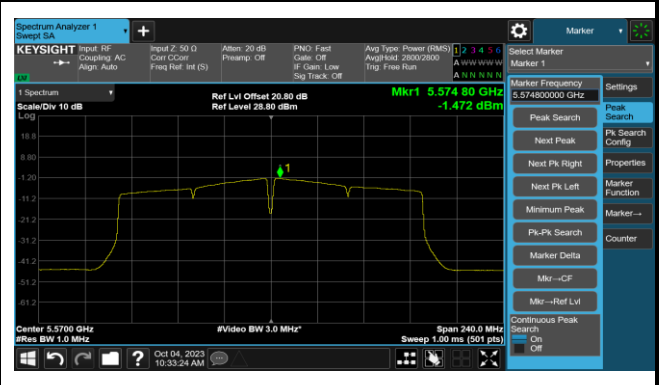 Spectrum Analyzer 1
Swept SA
Marker
KEYSIGHT
Input: RF
Coupling: AC
Align: Auto
Input Z: 50 Ω
Corr CCorr
Freq Ref: Int (S)
Atten: 20 dB
Preamp: Off
PNO: Fast
Gate: Off
IF Gain: Low
Sig Track: Off
Avg Type: Power (RMS)
Avg|Hold: 2800/2800
Trig: Free Run
1 2 3 4 5 6
A W W W W W
A N N N N N
Select Marker
Marker 1
1 Spectrum
Scale/Div 10 dB
Log
Ref Lvl Offset 20.80 dB
Ref Level 28.80 dBm
Mkr1 5.574 80 GHz
-1.472 dBm
18.8
8.80
-1.20
-11.2
-21.2
-31.2
-41.2
-51.2
-61.2
1
Center 5.5700 GHz
#Res BW 1.0 MHz
#Video BW 3.0 MHz*
Span 240.0 MHz
Sweep 1.00 ms (501 pts)
Marker Frequency
5.574800000 GHz
Peak Search
Next Peak
Next Pk Right
Next Pk Left
Minimum Peak
Pk-Pk Search
Marker Delta
Mkr→CF
Mkr→Ref Lvl
Continuous Peak
Search
On
Off
Settings
Peak
Search
Pk Search
Config
Properties
Marker
Function
Marker→
Counter
?
Oct 04, 2023
10:33:24 AM